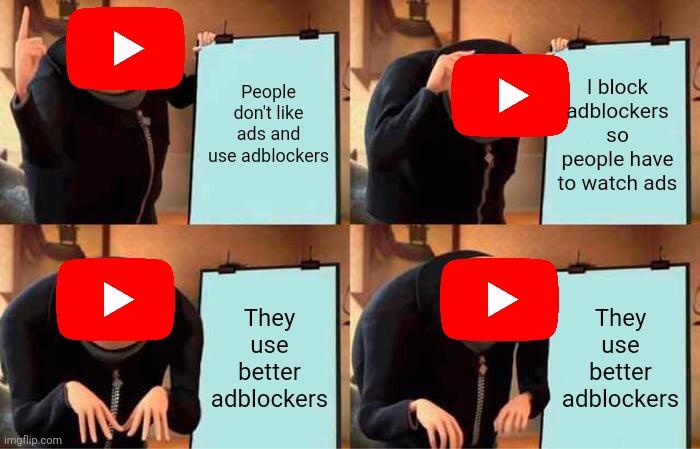 People
don't like
ads and
use adblockers
I block
adblockers
so
people have
to watch ads
They
use
better
adblockers
They
use
better
adblockers
imgflip.com